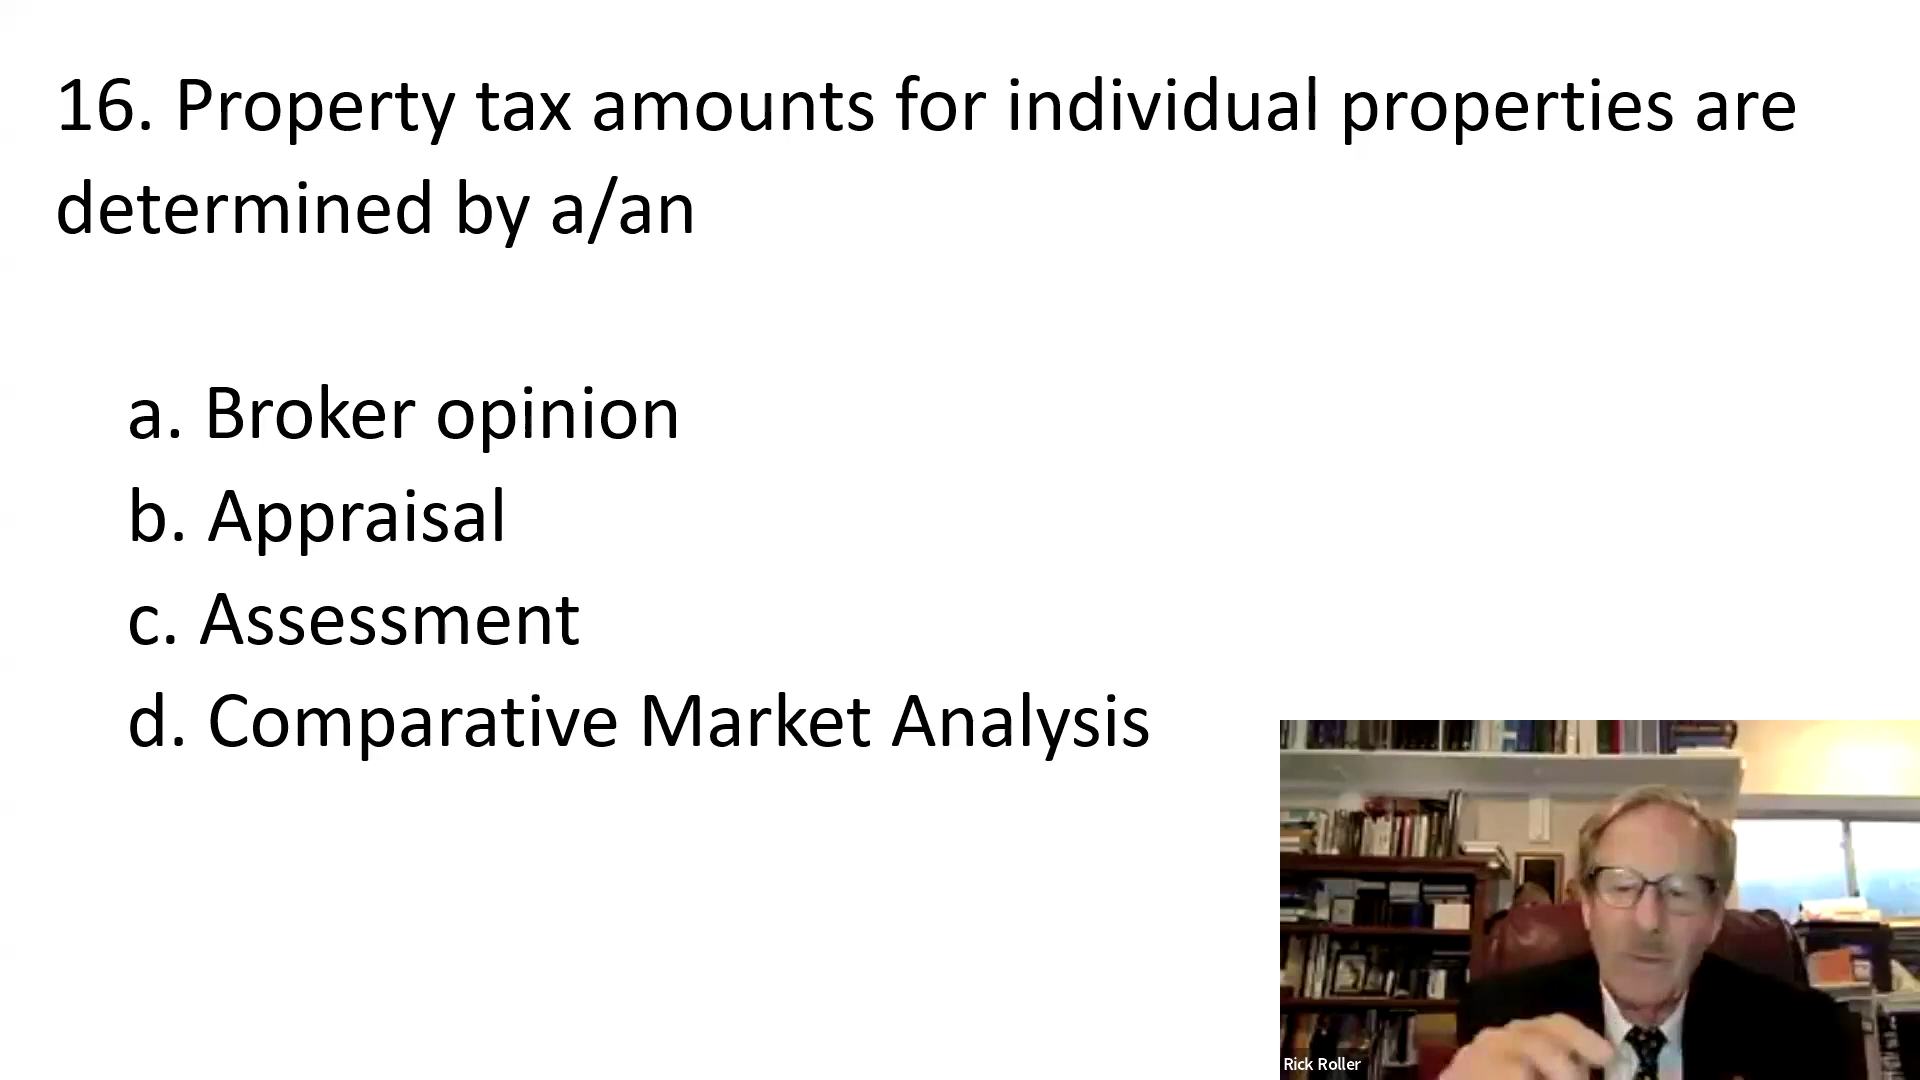 16. Property tax amounts for individual properties are
determined by a/an
a. Broker opinion
b. Appraisal
c. Assessment
d. Comparative Market Analysis
Rick Roller